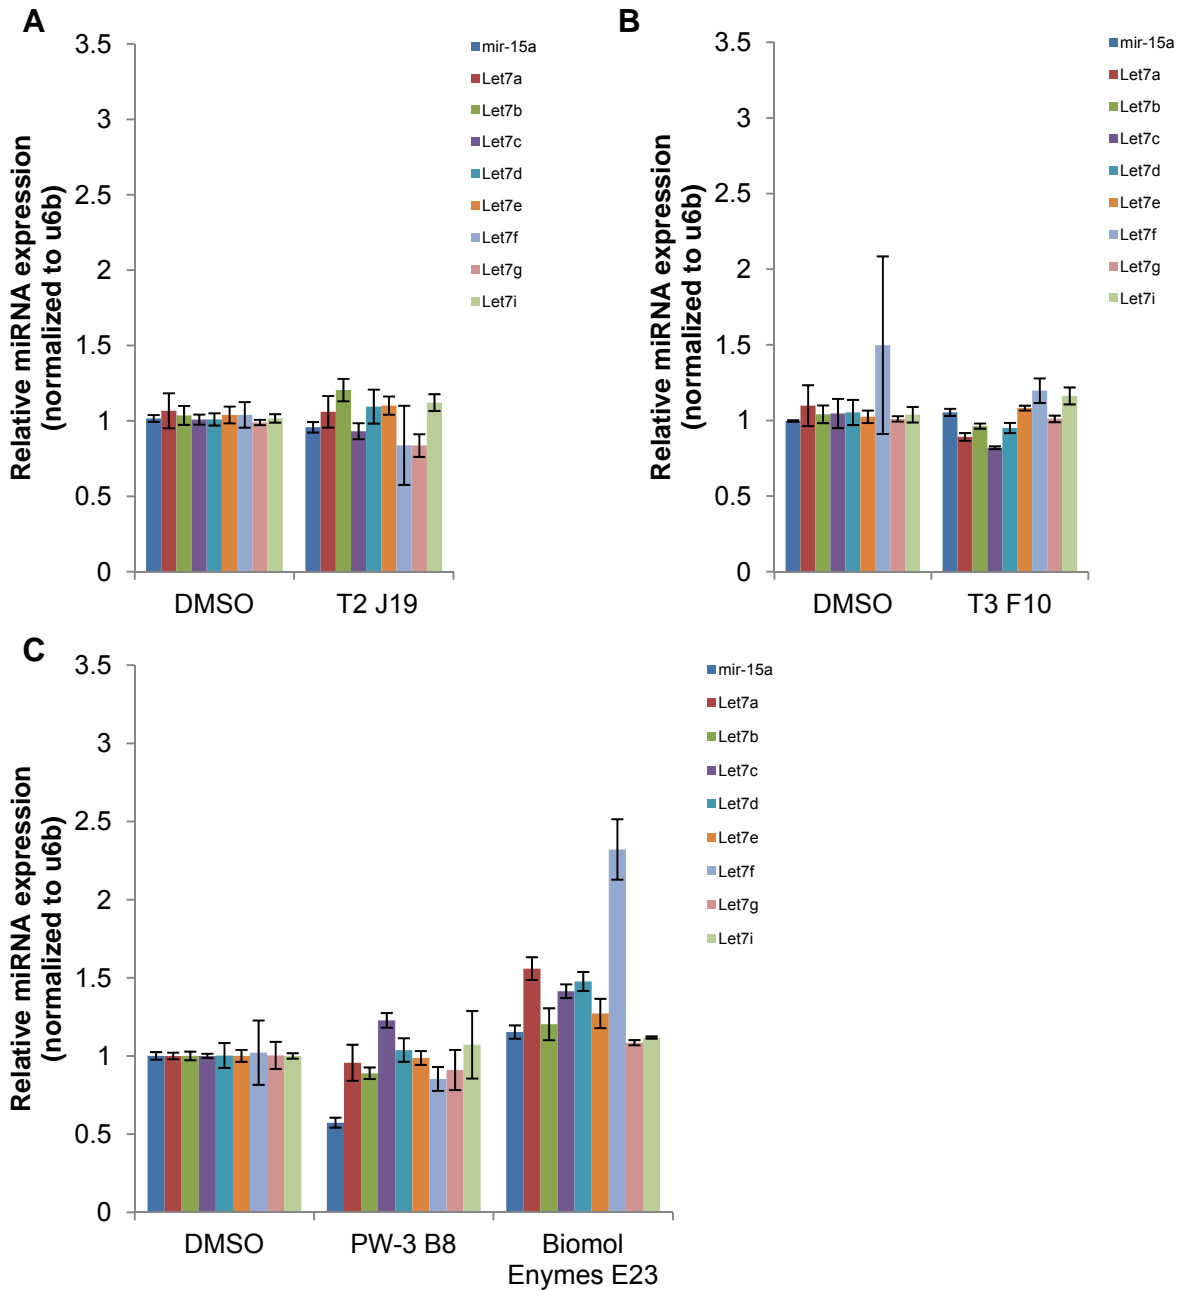 A
Relative miRNA expression
(normalized to u6b)
3.5
3
2.5
2
1.5
1
0.5
0
DMSO
T2 J19
mir-15a
Let7a
Let7b
Let7c
Let7d
Let7e
Let7f
Let7g
Let7i
B
Relative miRNA expression
(normalized to u6b)
3.5
3
2.5
2
1.5
1
0.5
0
DMSO
T3 F10
mir-15a
Let7a
Let7b
Let7c
Let7d
Let7e
Let7f
Let7g
Let7i
C
Relative miRNA expression
(normalized to u6b)
3.5
3
2.5
2
1.5
1
0.5
0
DMSO
PW-3 B8
Biomol
Enymes E23
mir-15a
Let7a
Let7b
Let7c
Let7d
Let7e
Let7f
Let7g
Let7i